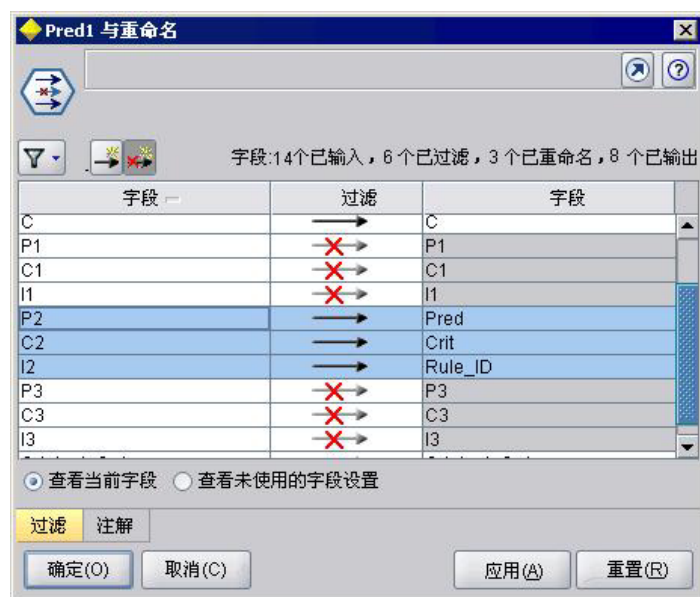 Pred1 与重命名
字段:14个已输入，6 个已过滤，3 个已重命名，8 个已输出
字段 过滤 字段
C C
P1 P1
C1 C1
I1 I1
P2 Pred
C2 Crit
I2 Rule_ID
P3 P3
C3 C3
I3 I3
查看当前字段 查看未使用的字段设置
过滤 注解
确定(O) 取消(C) 应用(A) 重置(R)